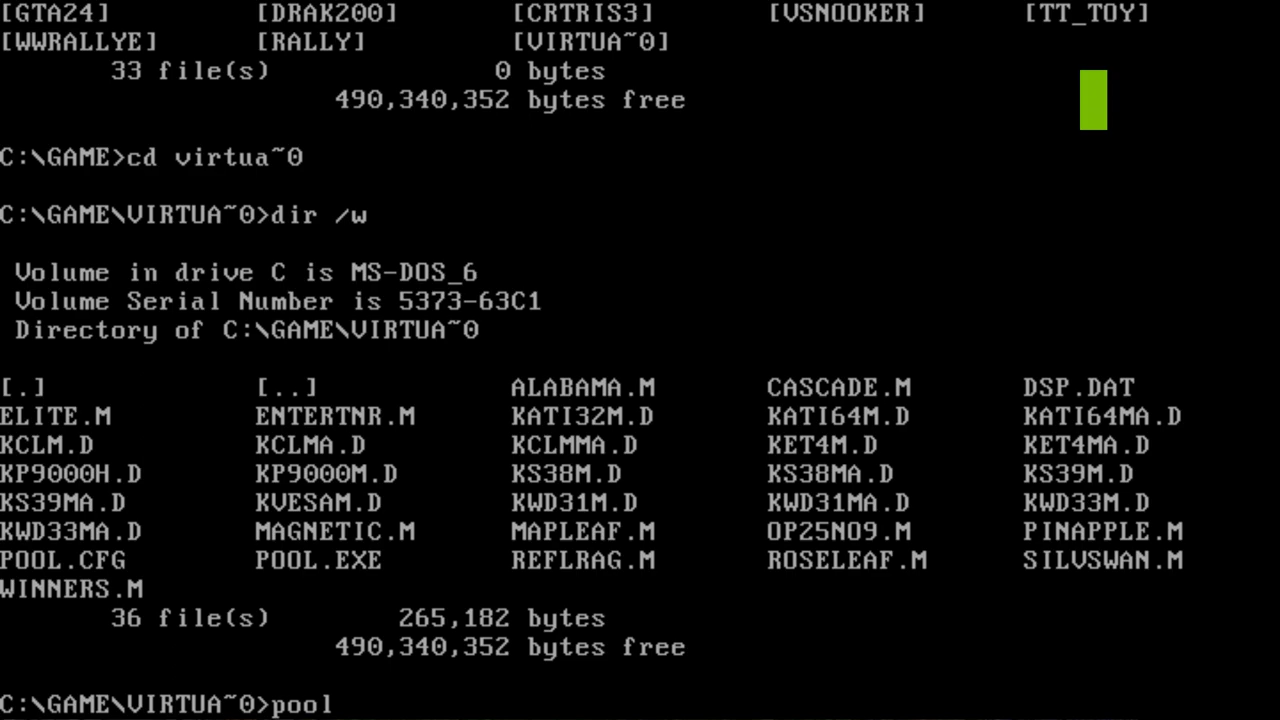 [GTA24] [DRAK200] [CRTRIS3] [VSNOOKER] [TT_TOY]
[WWRALLYE] [RALLY] [VIRTUA~0]
33 file(s) 0 bytes
490,340,352 bytes free
C:\GAME>cd virtua~0
C:\GAME\VIRTUA~0>dir /w
Volume in drive C is MS-DOS_6
Volume Serial Number is 5373-63C1
Directory of C:\GAME\VIRTUA~0
[.] [..] ALABAMA.M CASCADE.M DSP.DAT
ELITE.M ENTERTNR.M KATI32M.D KATI64M.D KATI64MA.D
KCLM.D KCLMA.D KCLMMA.D KET4M.D KET4MA.D
KP9000H.D KP9000M.D KS38M.D KS38MA.D KS39M.D
KS39MA.D KVESAM.D KWD31M.D KWD31MA.D KWD33M.D
KWD33MA.D MAGNETIC.M MAPLEAF.M OP25NO9.M PINAPPLE.M
POOL.CFG POOL.EXE REFLRAG.M ROSELEAF.M SILVSWAN.M
WINNERS.M
36 file(s) 265,182 bytes
490,340,352 bytes free
C:\GAME\VIRTUA~0>pool